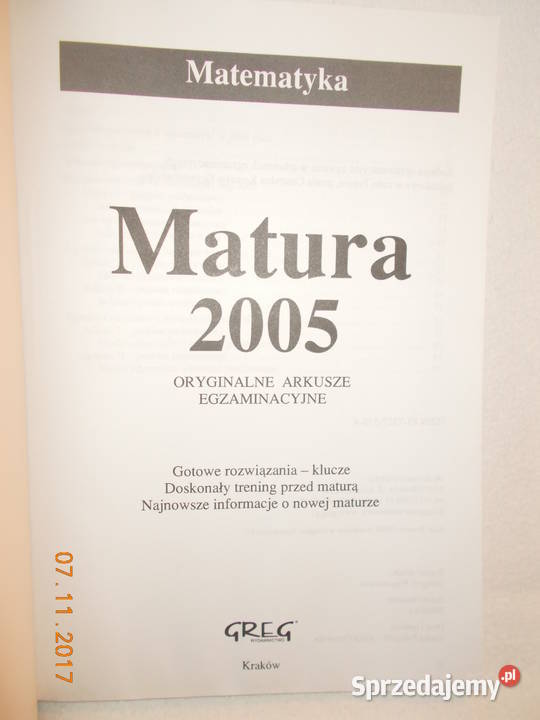 Matematyka
Matura
2005
ORYGINALNE ARKUSZE
EGZAMINACYJNE
Gotowe rozwiązania – klucze
Doskonały trening przed maturą
Najnowsze informacje o nowej maturze
GREG
WYDAWNICTWO
Kraków
07.11.2017
Sprzedajemy.pl